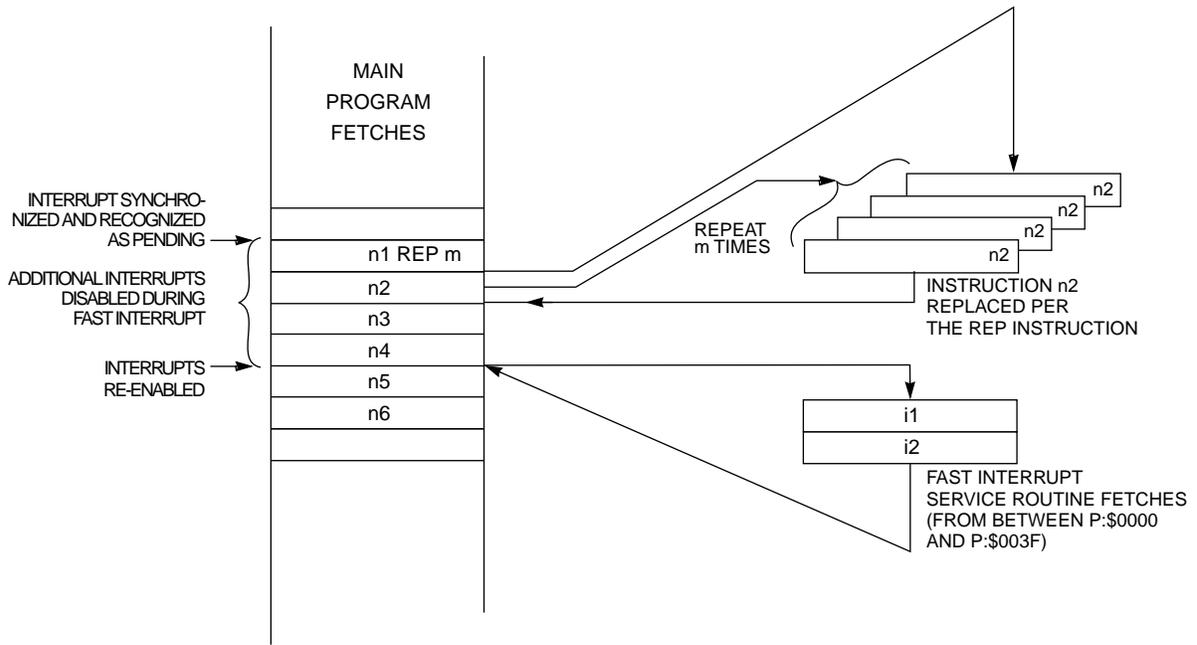 MAIN
PROGRAM
FETCHES
INTERRUPT SYNCHRO-
NIZED AND RECOGNIZED
AS PENDING
ADDITIONAL INTERRUPTS
DISABLED DURING
FAST INTERRUPT
INTERRUPTS
RE-ENABLED
n1 REP m
n2
n3
n4
n5
n6
REPEAT
m TIMES
n2
n2
n2
n2
INSTRUCTION n2
REPLACED PER
THE REP INSTRUCTION
i1
i2
FAST INTERRUPT
SERVICE ROUTINE FETCHES
(FROM BETWEEN P:$0000
AND P:$003F)